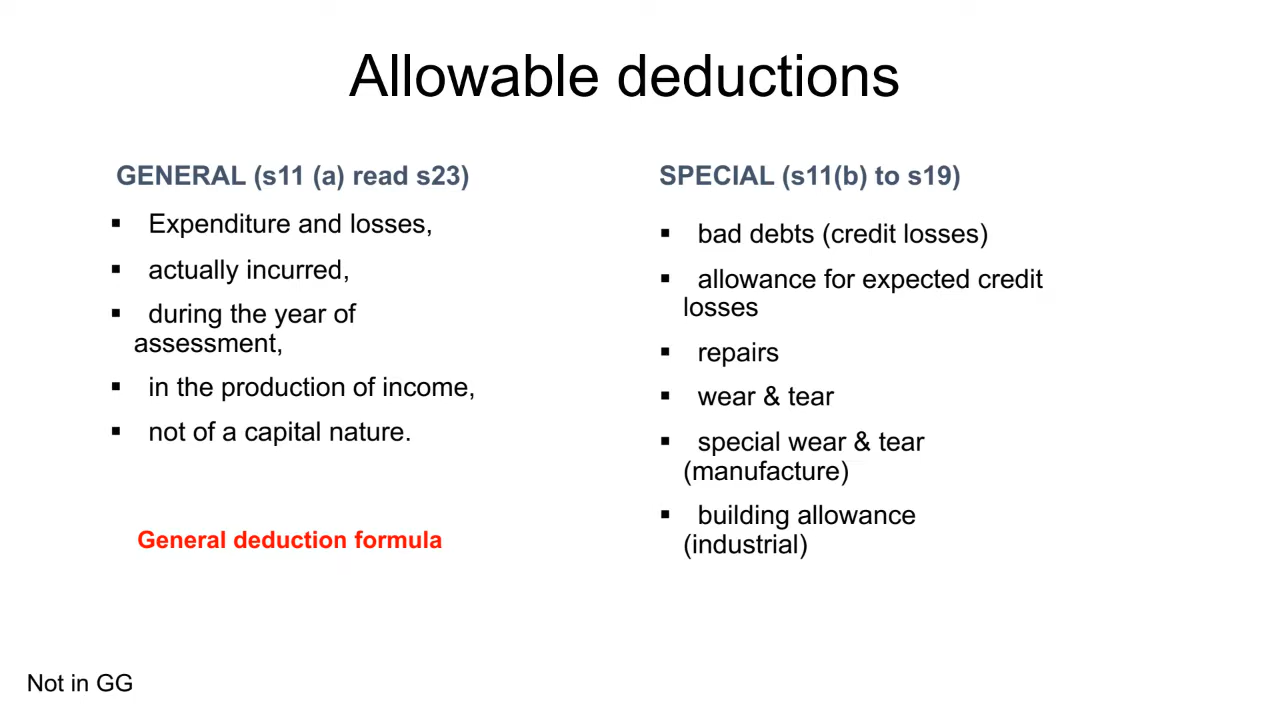 Allowable deductions
GENERAL (s11 (a) read s23)
▪ Expenditure and losses,
▪ actually incurred,
▪ during the year of
assessment,
▪ in the production of income,
▪ not of a capital nature.
General deduction formula
SPECIAL (s11(b) to s19)
▪ bad debts (credit losses)
▪ allowance for expected credit
losses
▪ repairs
▪ wear & tear
▪ special wear & tear
(manufacture)
▪ building allowance
(industrial)
Not in GG